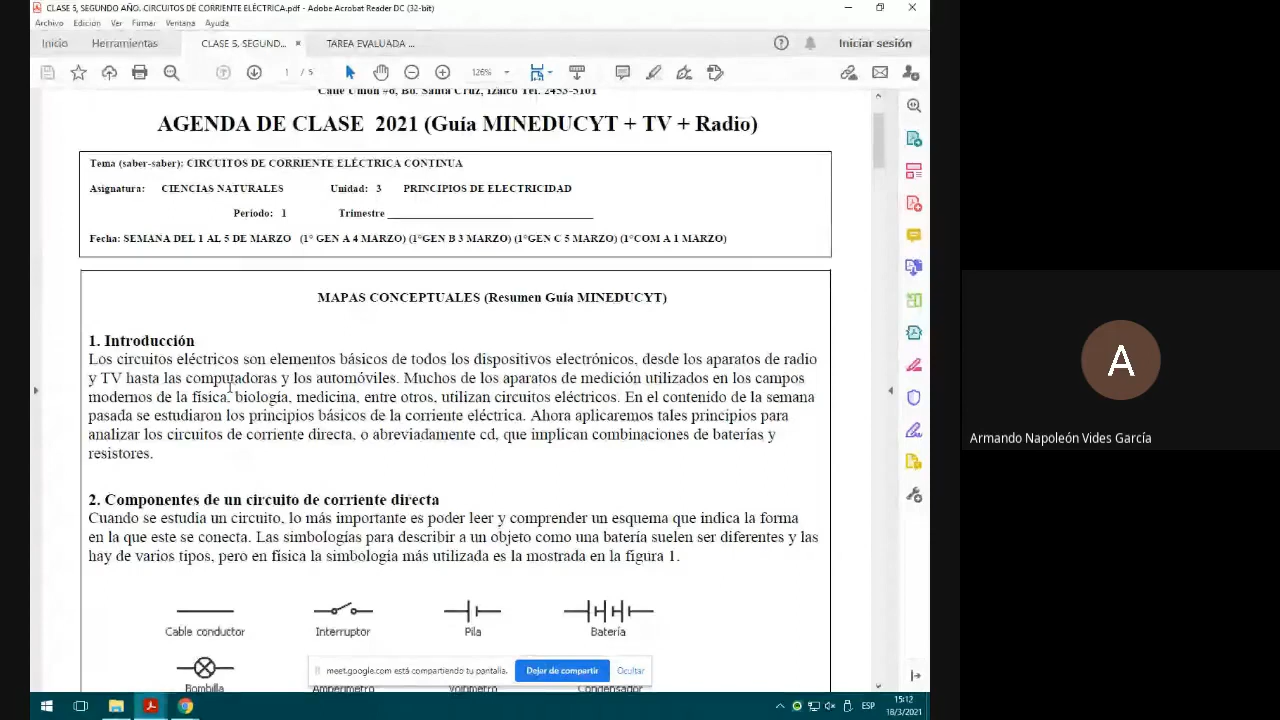 CLASE 5, SEGUNDO AÑO. CIRCUITOS DE CORRIENTE ELÉCTRICA.pdf - Adobe Acrobat Reader DC (32-bit)
Archivo Edición Ver Firmar Ventana Ayuda
Inicio Herramientas CLASE 5, SEGUND... × TAREA EVALUADA ... Iniciar sesión
1 / 5 126%
Calle Unión #6, Bo. Santa Cruz, Izalco Tel. 2453-5101
AGENDA DE CLASE 2021 (Guía MINEDUCYT + TV + Radio)
Tema (saber-saber): CIRCUITOS DE CORRIENTE ELÉCTRICA CONTINUA
Asignatura: CIENCIAS NATURALES Unidad: 3 PRINCIPIOS DE ELECTRICIDAD
Período: 1 Trimestre
Fecha: SEMANA DEL 1 AL 5 DE MARZO (1° GEN A 4 MARZO) (1°GEN B 3 MARZO) (1°GEN C 5 MARZO) (1°COM A 1 MARZO)
MAPAS CONCEPTUALES (Resumen Guía MINEDUCYT)
1. Introducción
Los circuitos eléctricos son elementos básicos de todos los dispositivos electrónicos, desde los aparatos de radio
y TV hasta las computadoras y los automóviles. Muchos de los aparatos de medición utilizados en los campos
modernos de la física, biología, medicina, entre otros, utilizan circuitos eléctricos. En el contenido de la semana
pasada se estudiaron los principios básicos de la corriente eléctrica. Ahora aplicaremos tales principios para
analizar los circuitos de corriente directa, o abreviadamente cd, que implican combinaciones de baterías y
resistores.
2. Componentes de un circuito de corriente directa
Cuando se estudia un circuito, lo más importante es poder leer y comprender un esquema que indica la forma
en la que este se conecta. Las simbologías para describir a un objeto como una batería suelen ser diferentes y las
hay de varios tipos, pero en física la simbología más utilizada es la mostrada en la figura 1.
Cable conductor Interruptor Pila Batería
Bombilla Amperímetro Voltímetro Condensador
meet.google.com está compartiendo tu pantalla. Dejar de compartir Ocultar
A
Armando Napoleón Vides García
ESP
15:12
18/3/2021